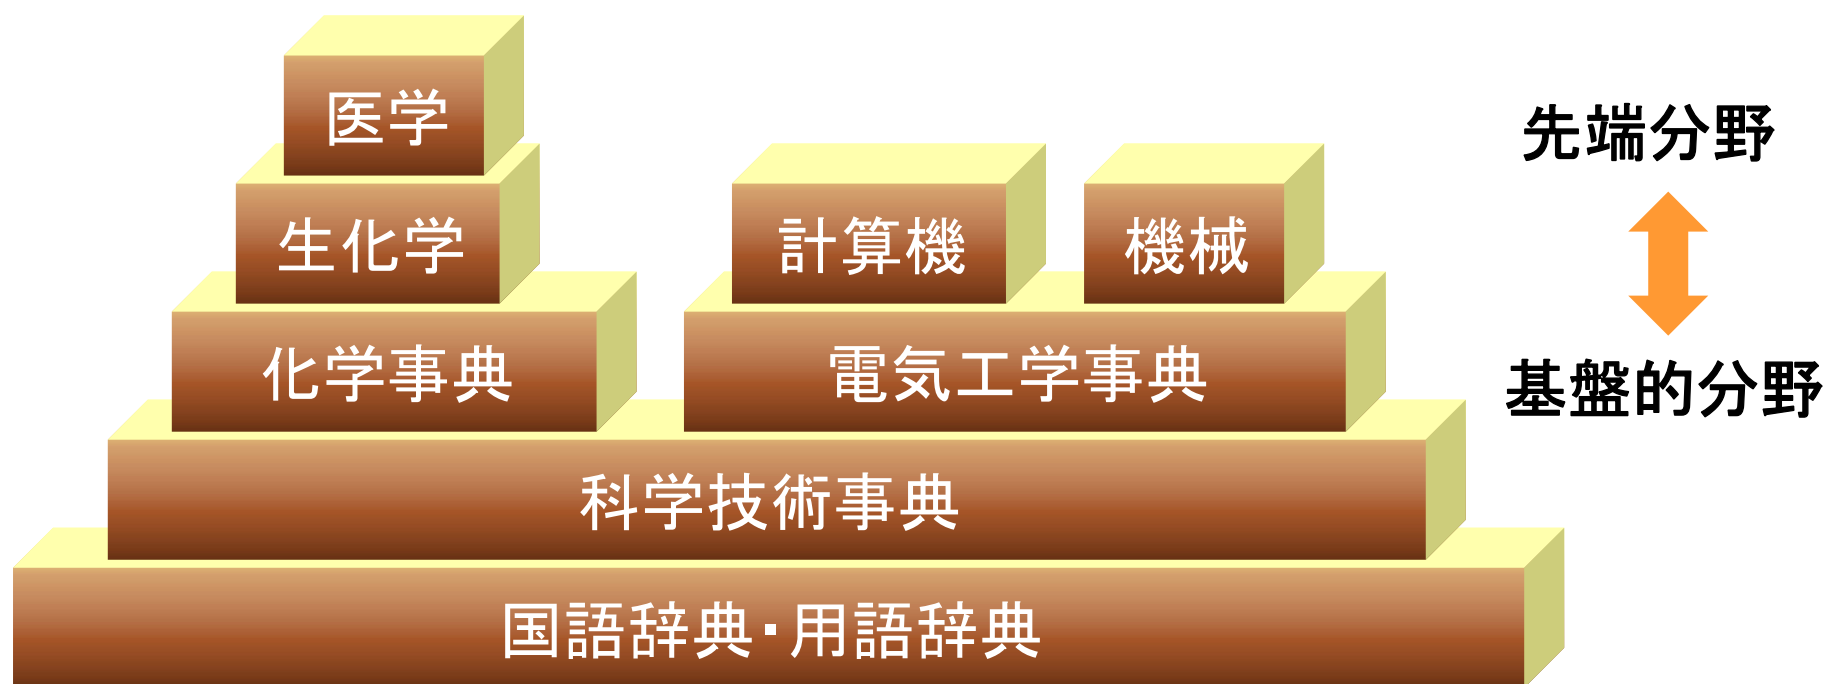 医学
先端分野
生化学
計算機
機械
化学事典
電気工学事典
基盤的分野
科学技術事典
国語辞典・用語辞典